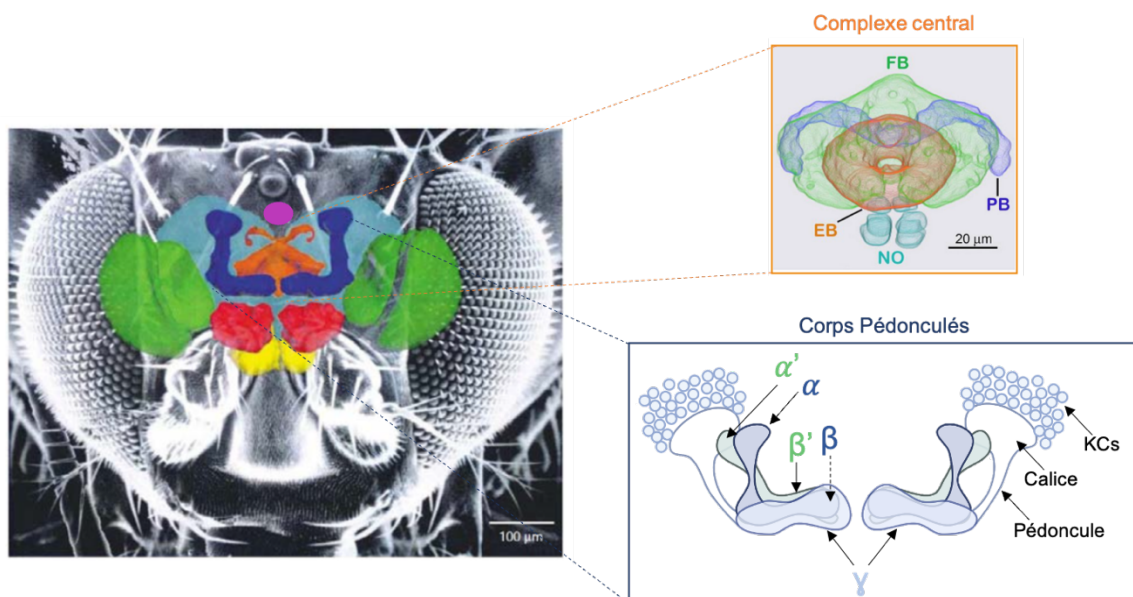 Complexe central
FB
PB
EB
NO
20 µm
100 µm
Corps Pédonculés
α'
α
β'
β
KCs
Calice
Pédoncule
γ